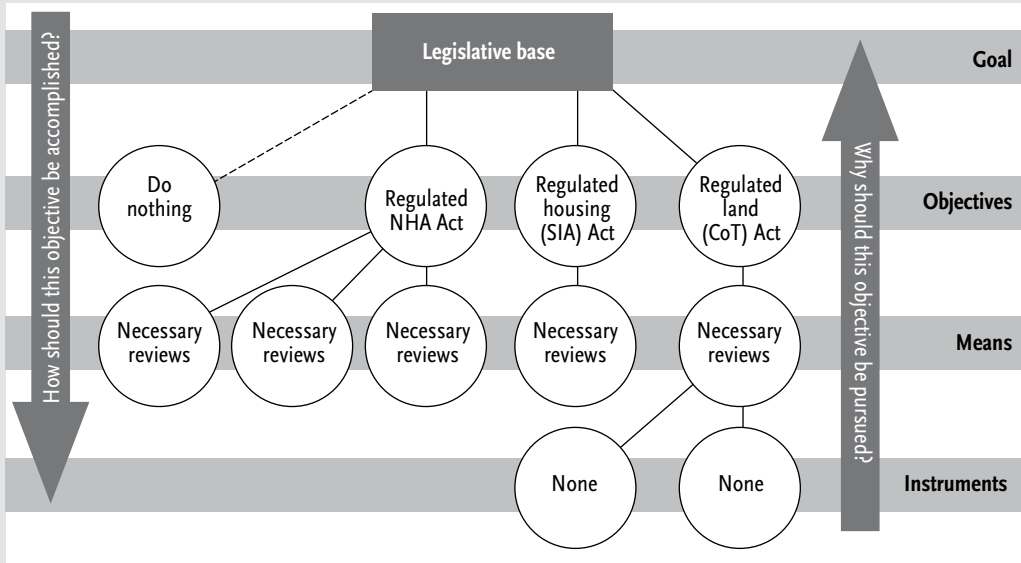 How should this objective be accomplished?
Legislative base
Goal
Why should this objective be pursued?
Do
nothing
Regulated
NHA Act
Regulated
housing
(SIA) Act
Regulated
land
(CoT) Act
Objectives
Necessary
reviews
Necessary
reviews
Necessary
reviews
Necessary
reviews
Necessary
reviews
Means
None
None
Instruments